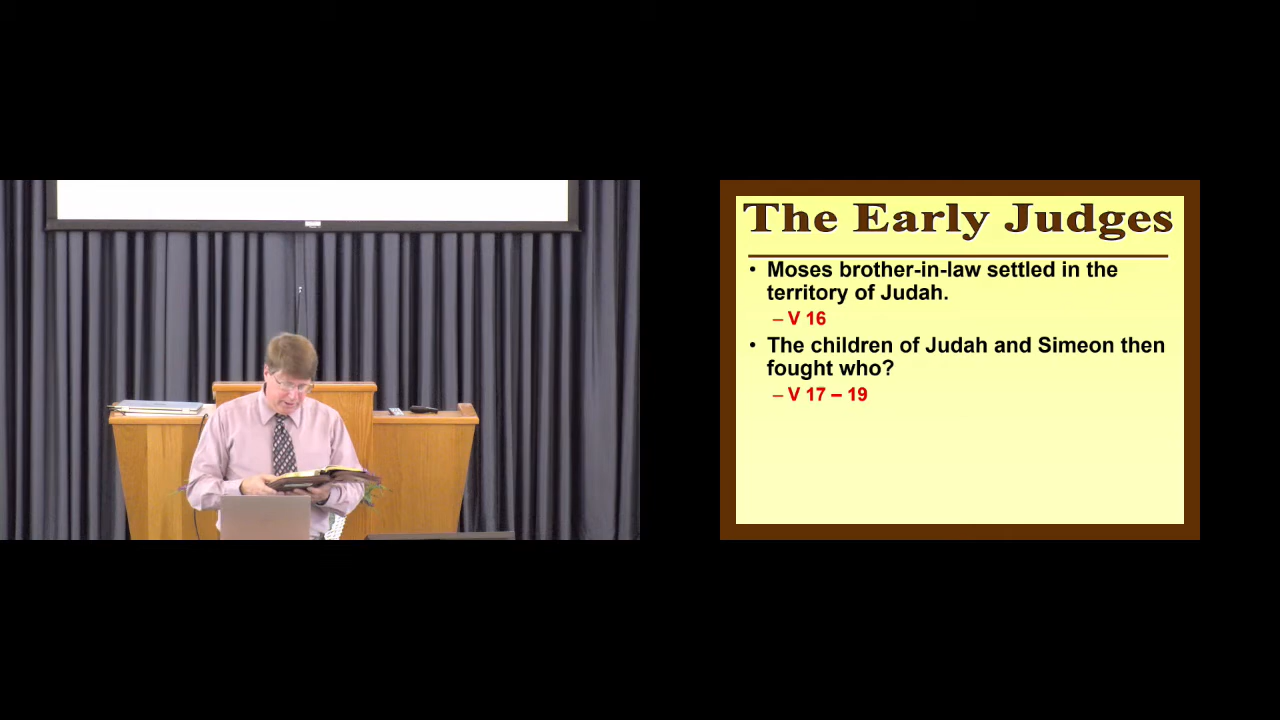 The Early Judges
• Moses brother-in-law settled in the
territory of Judah.
– V 16
• The children of Judah and Simeon then
fought who?
– V 17 – 19